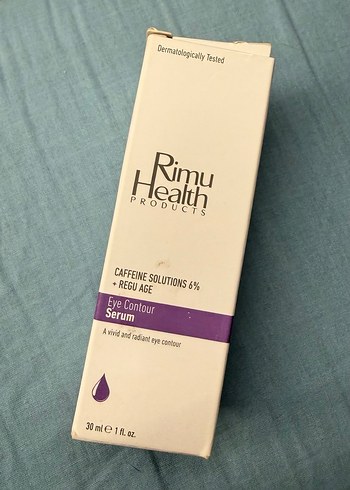 Dermatologically Tested
Rimu
Health
PRODUCTS
CAFFEINE SOLUTIONS 6%
+ REGU AGE
Eye Contour
Serum
A vivid and radiant eye contour
30 ml ℮ 1 fl. oz.